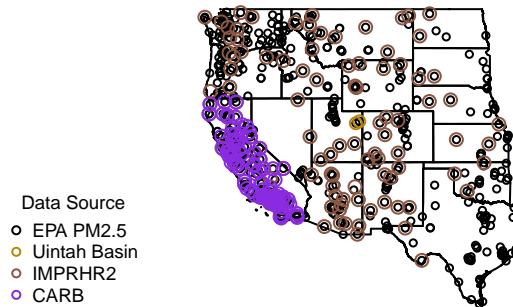 Data Source
EPA PM2.5
Uintah Basin
IMPRHR2
CARB